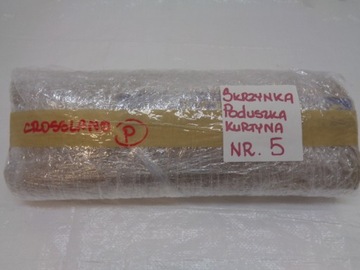 CROSSLAND P
SKRZYNKA
PODUSZKA
KURTYNA
NR. 5